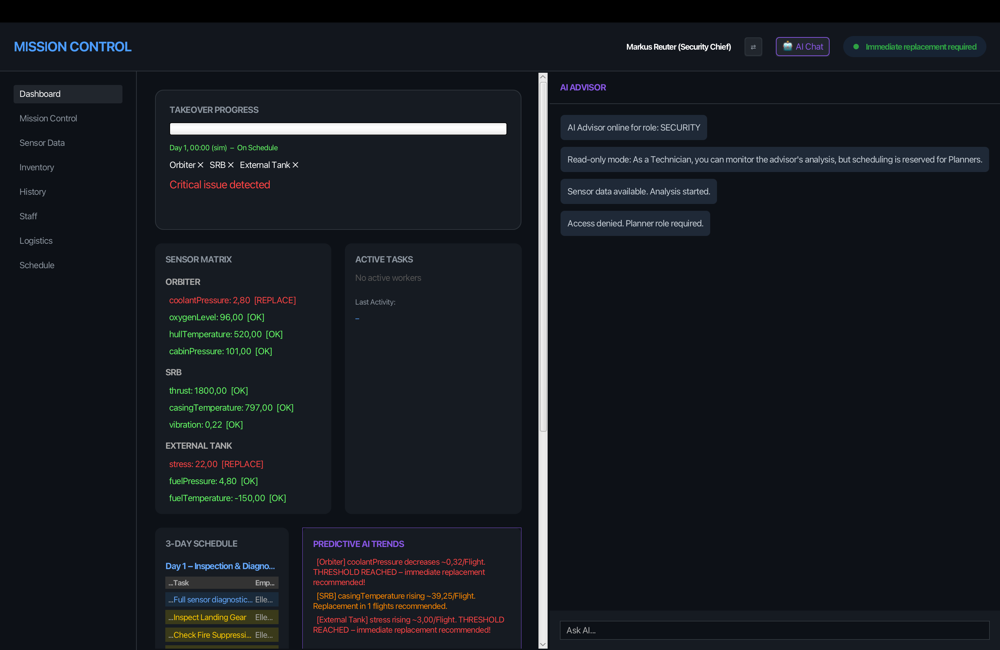 MISSION CONTROL
Markus Reuter (Security Chief)
⇄
AI Chat
Immediate replacement required
Dashboard
Mission Control
Sensor Data
Inventory
History
Staff
Logistics
Schedule
TAKEOVER PROGRESS
Day 1, 00:00 (sim) – On Schedule
Orbiter ✕ SRB ✕ External Tank ✕
Critical issue detected
SENSOR MATRIX
ORBITER
coolantPressure: 2,80 [REPLACE]
oxygenLevel: 96,00 [OK]
hullTemperature: 520,00 [OK]
cabinPressure: 101,00 [OK]
SRB
thrust: 1800,00 [OK]
casingTemperature: 797,00 [OK]
vibration: 0,22 [OK]
EXTERNAL TANK
stress: 22,00 [REPLACE]
fuelPressure: 4,80 [OK]
fuelTemperature: -150,00 [OK]
ACTIVE TASKS
No active workers
Last Activity:
–
3-DAY SCHEDULE
Day 1 – Inspection & Diagno...
...Task Emp...
...Full sensor diagnostic... Elle...
...Inspect Landing Gear Elle...
...Check Fire Suppressi... Elle...
PREDICTIVE AI TRENDS
[Orbiter] coolantPressure decreases ~0,32/Flight.
THRESHOLD REACHED – immediate replacement
recommended!
[SRB] casingTemperature rising ~39,25/Flight.
Replacement in 1 flights recommended.
[External Tank] stress rising ~3,00/Flight. THRESHOLD
REACHED – immediate replacement recommended!
AI ADVISOR
AI Advisor online for role: SECURITY
Read-only mode: As a Technician, you can monitor the advisor's analysis, but scheduling is reserved for Planners.
Sensor data available. Analysis started.
Access denied. Planner role required.
Ask AI...